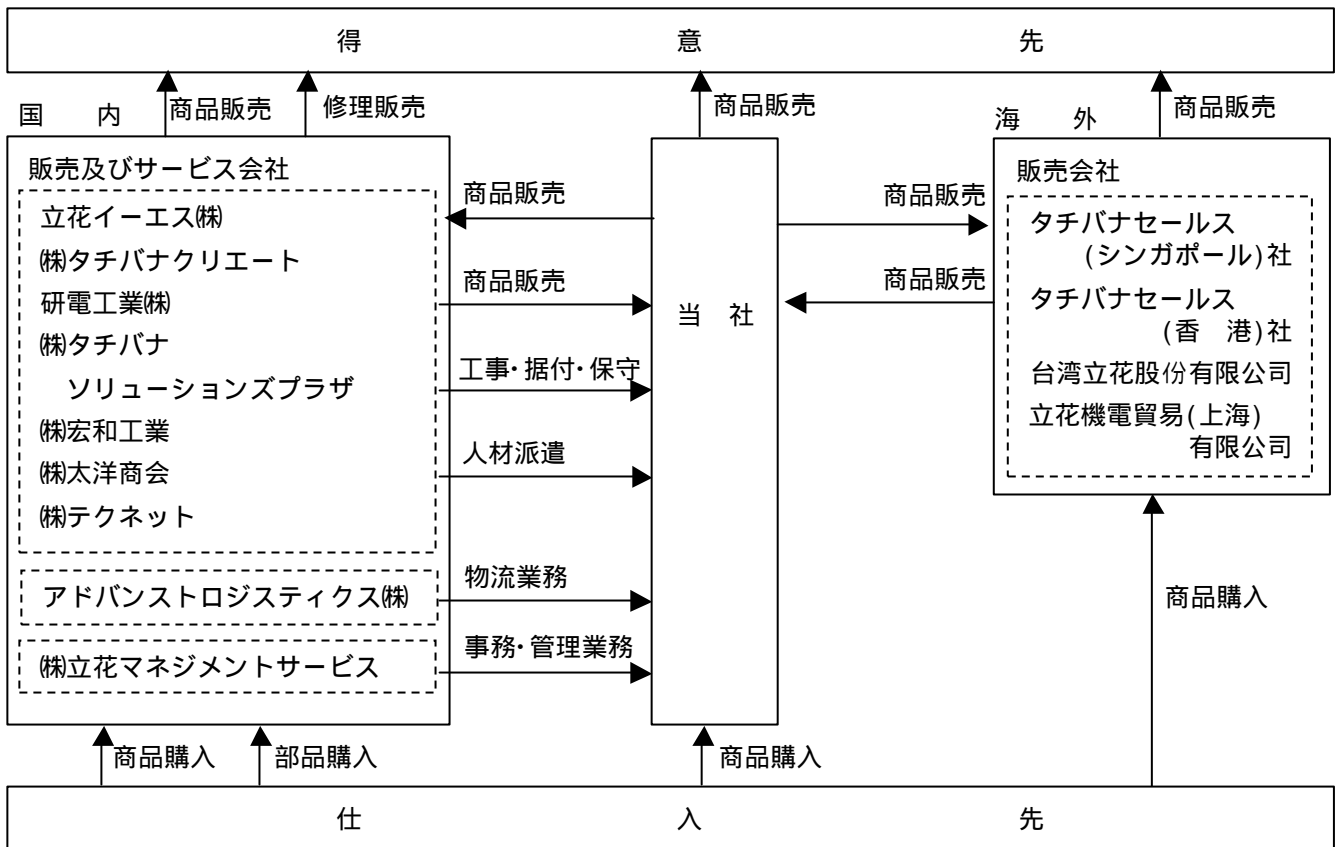 得 意 先
商品販売
修理販売
商品販売
商品販売
国 内
海 外
販売及びサービス会社
立花イーエス㈱
㈱タチバナクリエート
研電工業㈱
㈱タチバナ
ソリューションズプラザ
㈱宏和工業
㈱太洋商会
㈱テクネット
アドバンストロジスティクス㈱
㈱立花マネジメントサービス
商品販売
商品販売
工事・据付・保守
人材派遣
物流業務
事務・管理業務
当 社
商品販売
商品販売
販売会社
タチバナセールス
(シンガポール)社
タチバナセールス
(香 港)社
台湾立花股份有限公司
立花機電貿易(上海)
有限公司
商品購入
部品購入
商品購入
商品購入
仕 入 先